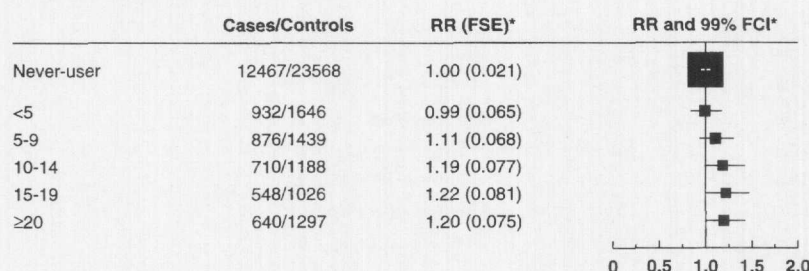 Cases/Controls RR (FSE)* RR and 99% FCI*
Never-user 12467/23568 1.00 (0.021)
<5 932/1646 0.99 (0.065)
5-9 876/1439 1.11 (0.068)
10-14 710/1188 1.19 (0.077)
15-19 548/1026 1.22 (0.081)
≥20 640/1297 1.20 (0.075)
0 0.5 1.0 1.5 2.0